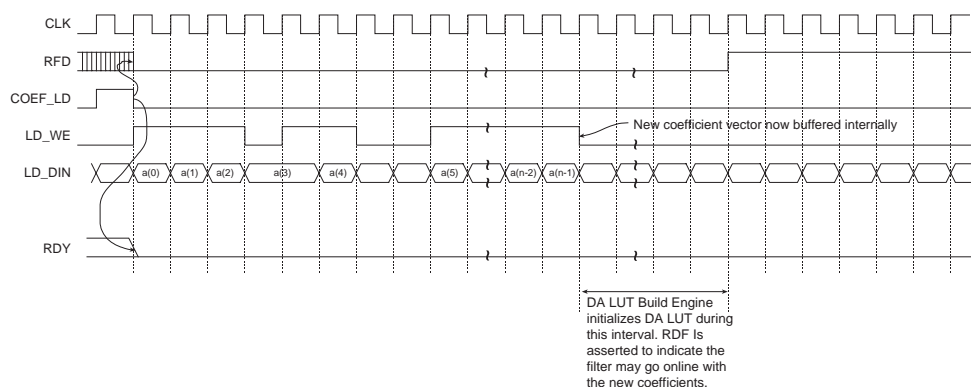 CLK
RFD
COEF_LD
LD_WE
New coefficient vector now buffered internally
LD_DIN
a(0) a(1) a(2) a(3) a(4) a(5) a(n-2) a(n-1)
RDY
DA LUT Build Engine
initializes DA LUT during
this interval. RDF Is
asserted to indicate the
filter may go online with
the new coefficients.